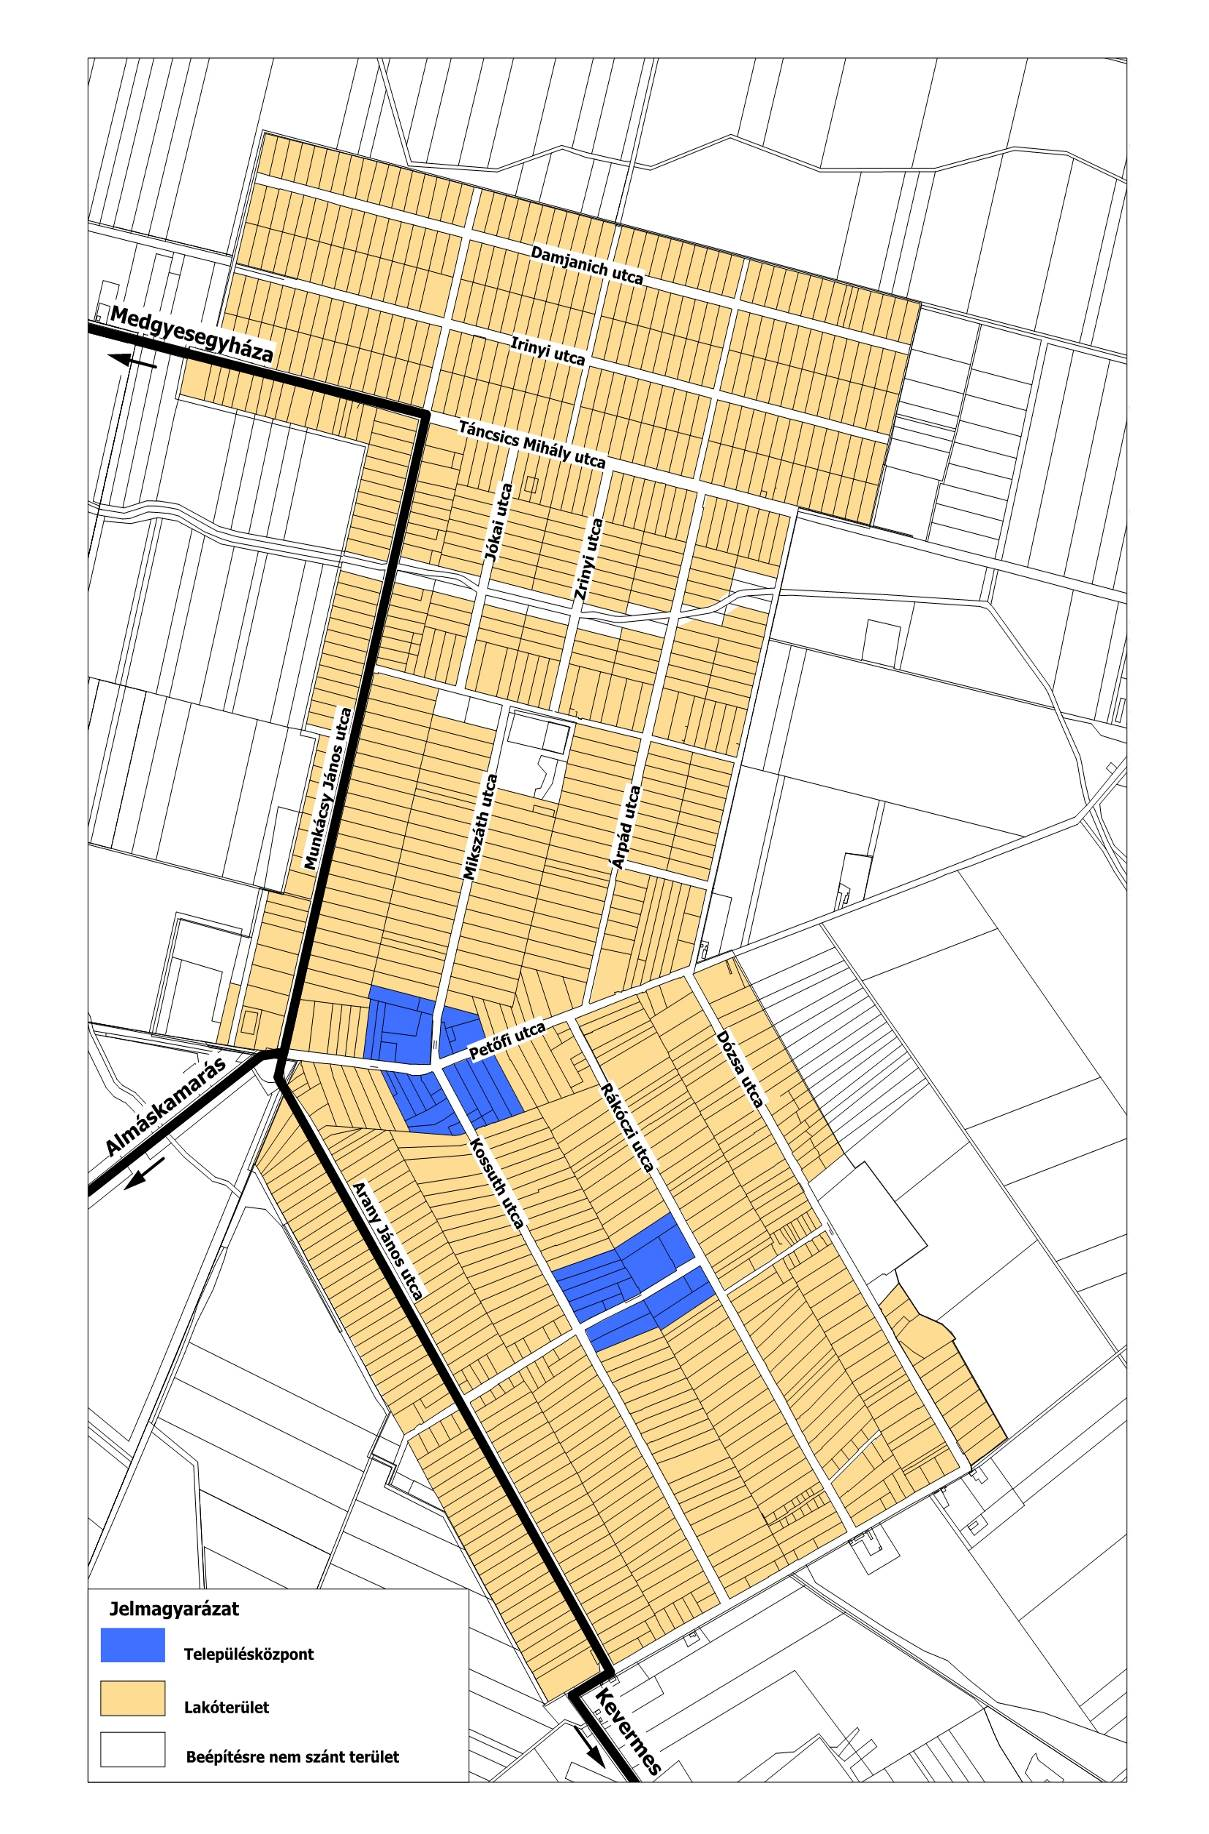 Damjanich utca
Medgyesegyháza
Irinyi utca
Táncsics Mihály utca
Jókai utca
Zrinyi utca
Munkácsy János utca
Mikszáth utca
Árpád utca
Petőfi utca
Dózsa utca
Almáskamarás
Rákóczi utca
Kossuth utca
Arany János utca
Kevermes
Jelmagyarázat
Településközpont
Lakóterület
Beépítésre nem szánt terület